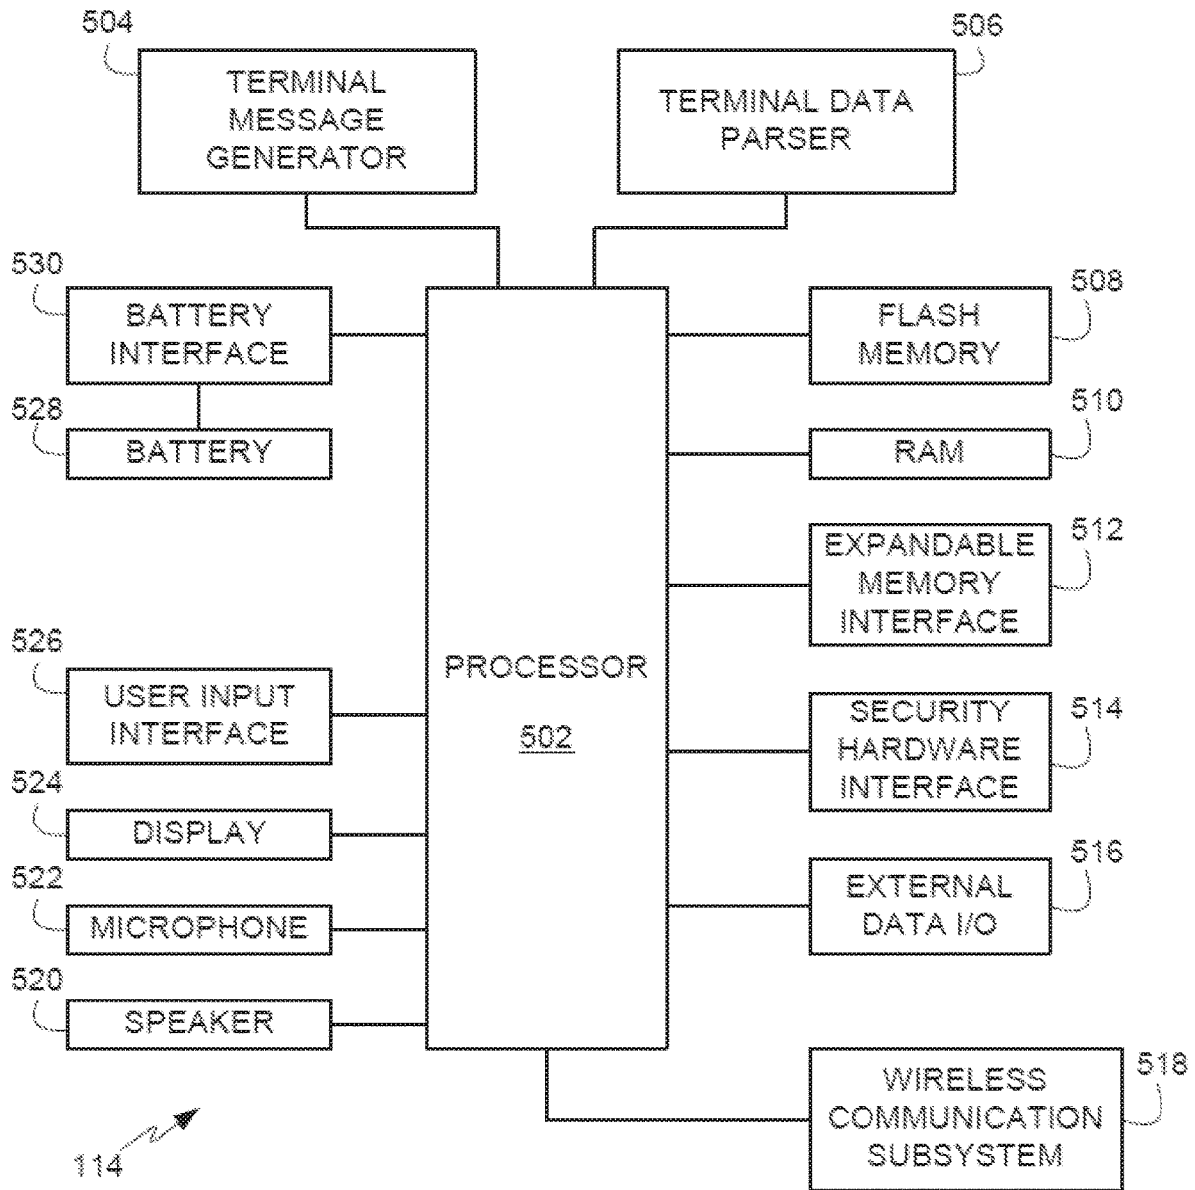 504
TERMINAL
MESSAGE
GENERATOR
506
TERMINAL DATA
PARSER
530
BATTERY
INTERFACE
528
BATTERY
508
FLASH
MEMORY
510
RAM
512
EXPANDABLE
MEMORY
INTERFACE
PROCESSOR
502
526
USER INPUT
INTERFACE
514
SECURITY
HARDWARE
INTERFACE
524
DISPLAY
522
MICROPHONE
516
EXTERNAL
DATA I/O
520
SPEAKER
518
WIRELESS
COMMUNICATION
SUBSYSTEM
114